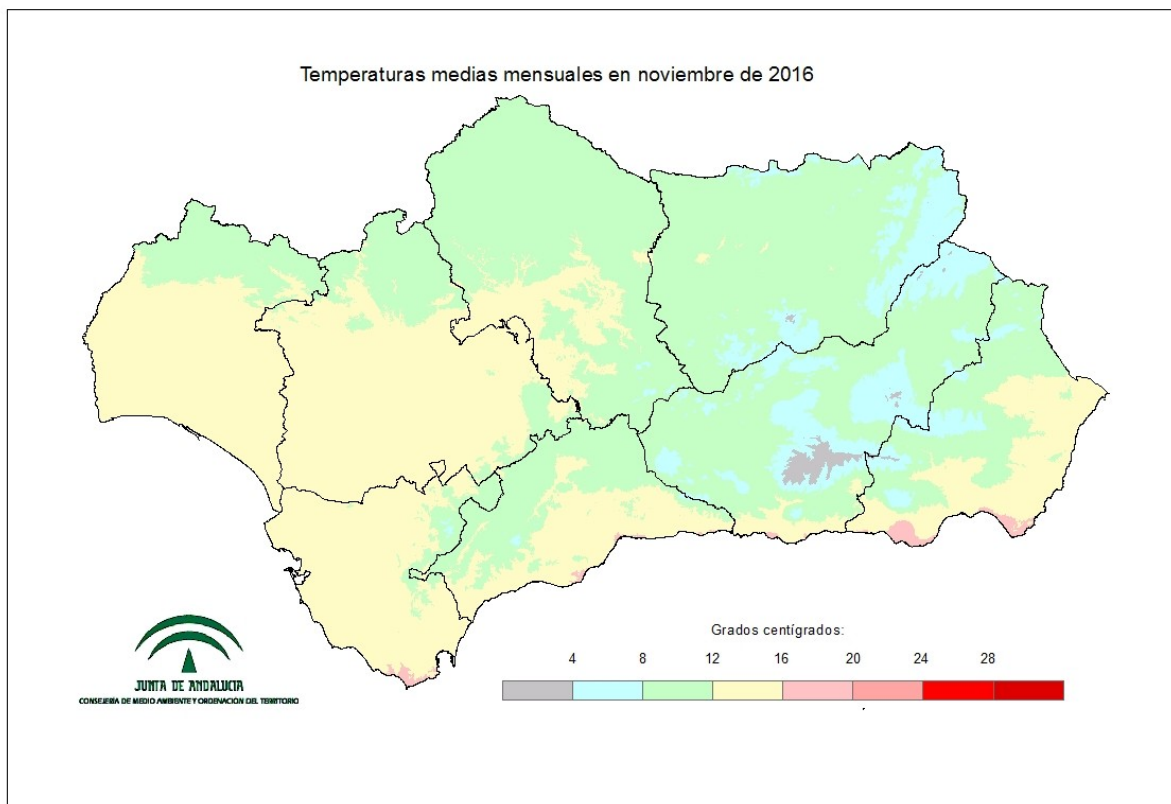 Temperaturas medias mensuales en noviembre de 2016
Grados centígrados:
4 8 12 16 20 24 28
JUNTA DE ANDALUCIA
CONSEJERÍA DE MEDIO AMBIENTE Y ORDENACIÓN DEL TERRITORIO